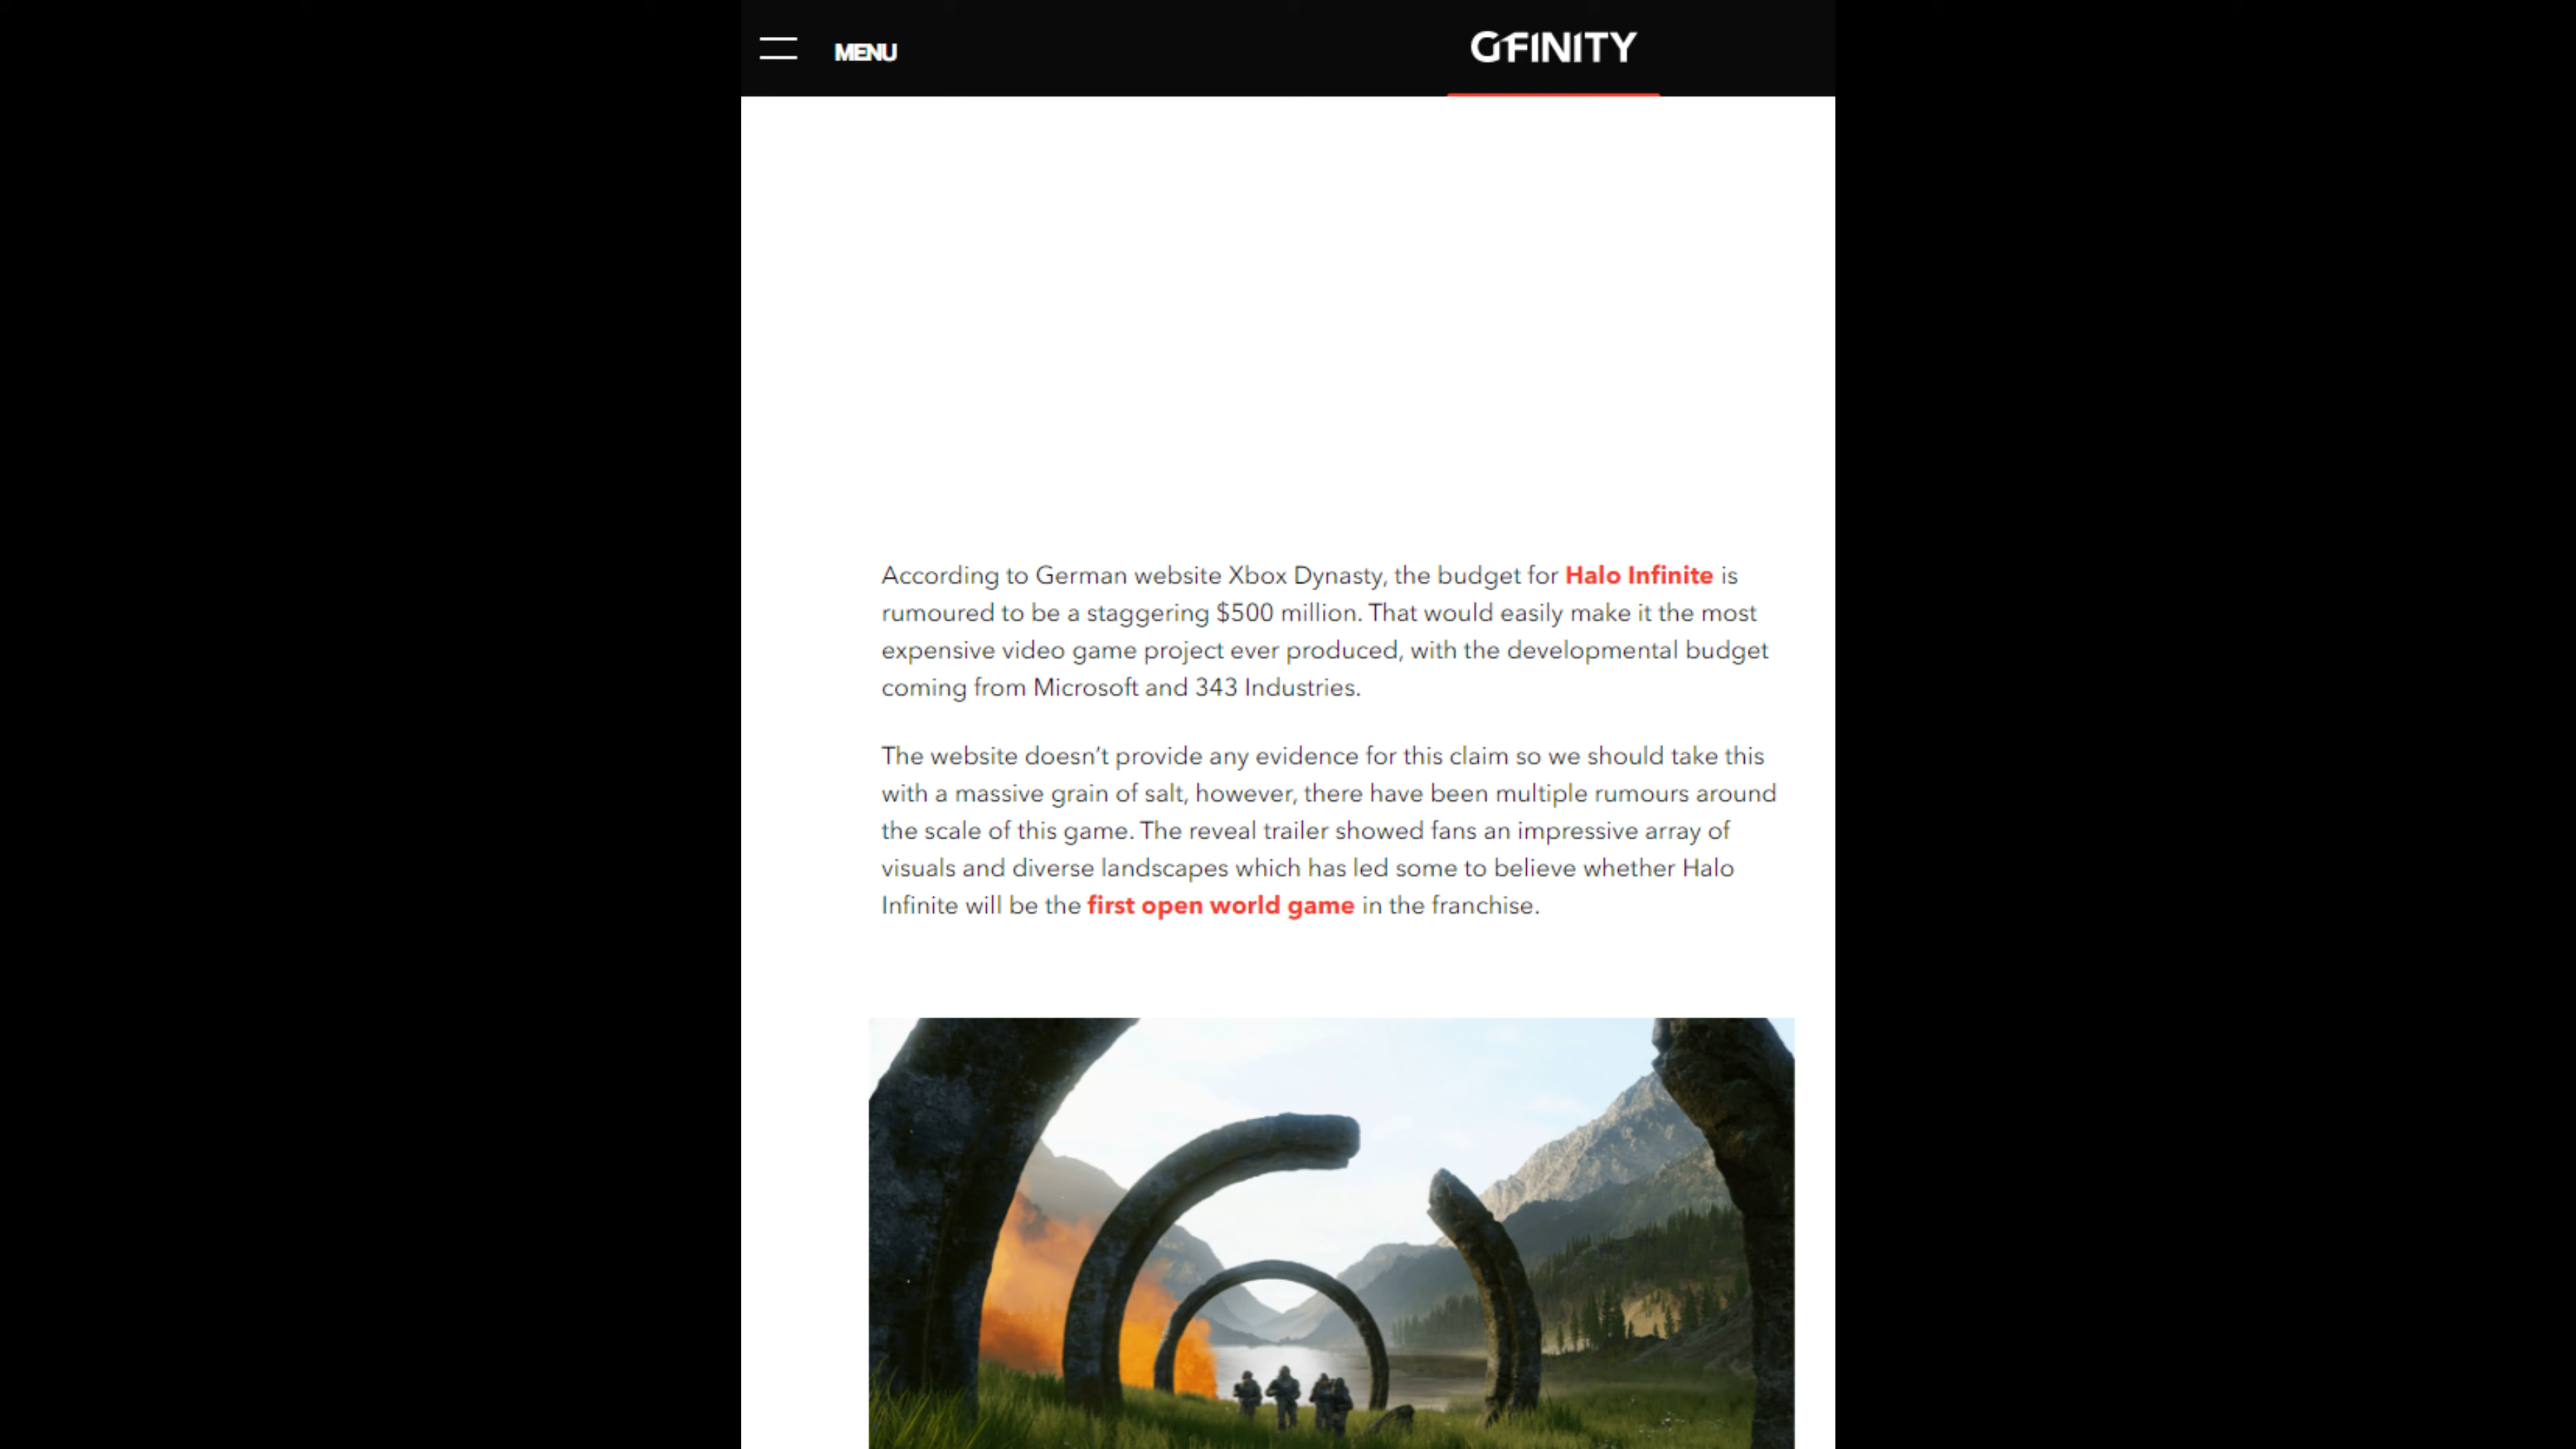 MENU
GFINITY
According to German website Xbox Dynasty, the budget for Halo Infinite is
rumoured to be a staggering $500 million. That would easily make it the most
expensive video game project ever produced, with the developmental budget
coming from Microsoft and 343 Industries.
The website doesn't provide any evidence for this claim so we should take this
with a massive grain of salt, however, there have been multiple rumours around
the scale of this game. The reveal trailer showed fans an impressive array of
visuals and diverse landscapes which has led some to believe whether Halo
Infinite will be the first open world game in the franchise.